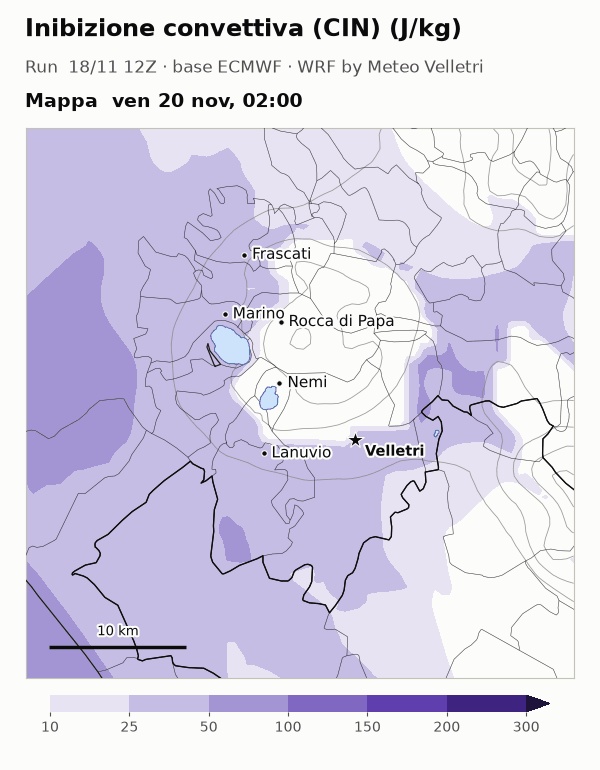 Inibizione convettiva (CIN) (J/kg)
Run 18/11 12Z · base ECMWF · WRF by Meteo Velletri
Mappa ven 20 nov, 02:00
Frascati
Marino
Rocca di Papa
Nemi
Velletri
Lanuvio
10 km
10 25 50 100 150 200 300